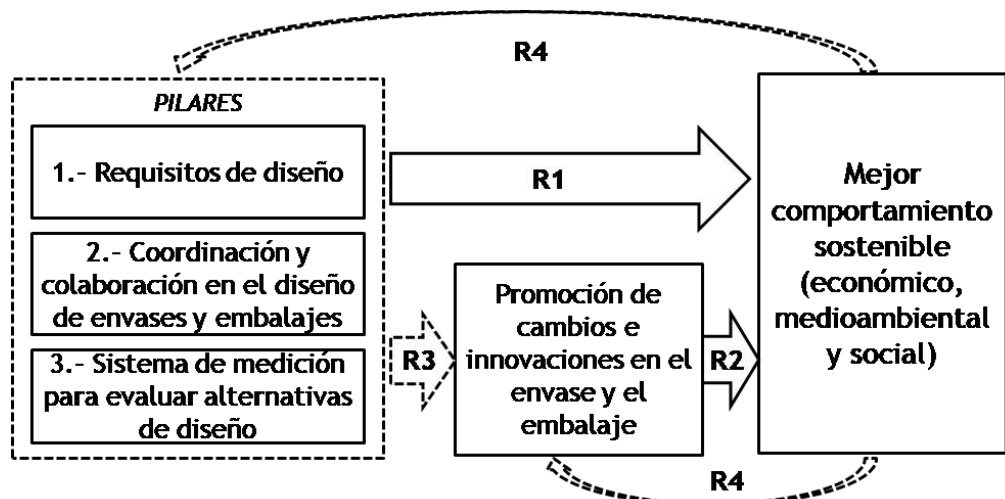 R4
PILARES
1.- Requisitos de diseño
2.- Coordinación y
colaboración en el diseño
de envases y embalajes
3.- Sistema de medición
para evaluar alternativas
de diseño
R1
R3
Promoción de
cambios e
innovaciones en el
envase y el
embalaje
R2
Mejor
comportamiento
sostenible
(económico,
medioambiental
y social)
R4